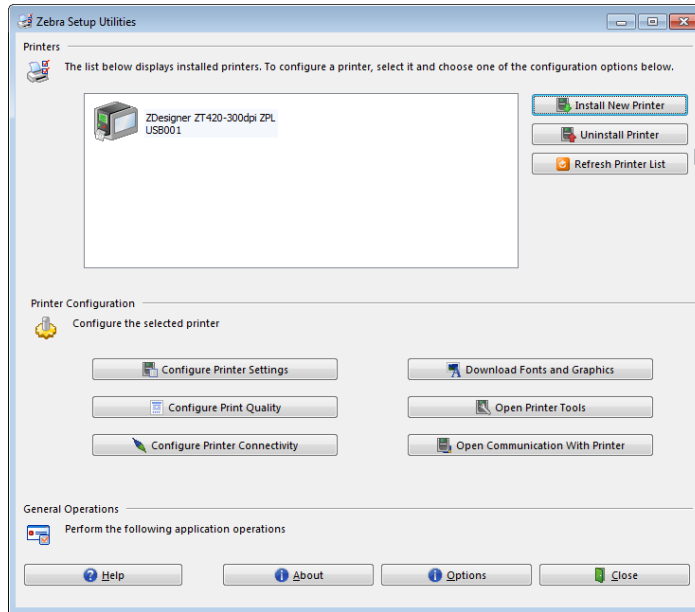 Zebra Setup Utilities
Printers
The list below displays installed printers. To configure a printer, select it and choose one of the configuration options below.
ZDesigner ZT420-300dpi ZPL
USB001
Install New Printer
Uninstall Printer
Refresh Printer List
Printer Configuration
Configure the selected printer
Configure Printer Settings
Download Fonts and Graphics
Configure Print Quality
Open Printer Tools
Configure Printer Connectivity
Open Communication With Printer
General Operations
Perform the following application operations
Help
About
Options
Close